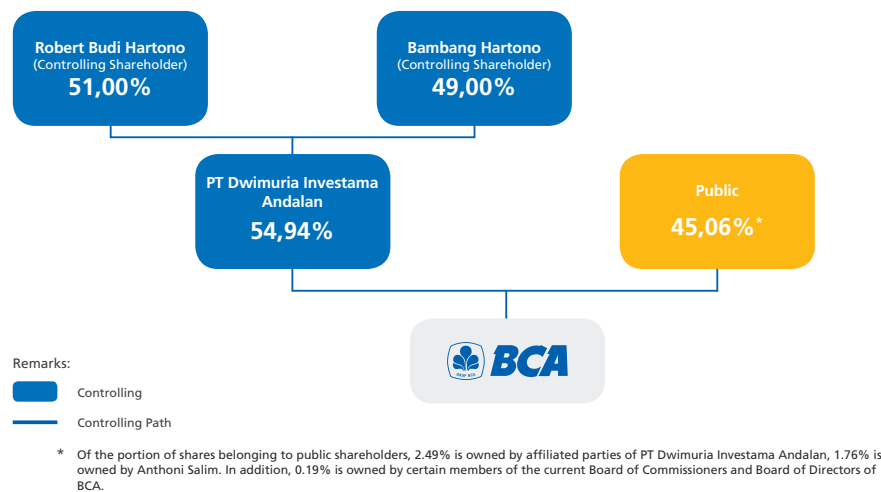 Robert Budi Hartono
(Controlling Shareholder)
51,00%
Bambang Hartono
(Controlling Shareholder)
49,00%
PT Dwimuria Investama
Andalan
54,94%
Public
45,06%*
GRUP BCA
BCA
Remarks:
Controlling
Controlling Path
* Of the portion of shares belonging to public shareholders, 2.49% is owned by affiliated parties of PT Dwimuria Investama Andalan, 1.76% is
owned by Anthoni Salim. In addition, 0.19% is owned by certain members of the current Board of Commissioners and Board of Directors of
BCA.